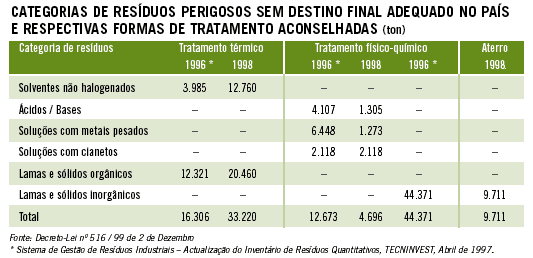 CATEGORIAS DE RESÍDUOS PERIGOSOS SEM DESTINO FINAL ADEQUADO NO PAÍS
E RESPECTIVAS FORMAS DE TRATAMENTO ACONSELHADAS (ton)
Categoria de resíduos Tratamento térmico Tratamento físico-químico Aterro
1996 * 1998 1996 * 1998 1996 * 1998
Solventes não halogenados 3.985 12.760 – – – –
Ácidos / Bases – – 4.107 1.305 – –
Soluções com metais pesados – – 6.448 1.273 – –
Soluções com cianetos – – 2.118 2.118 – –
Lamas e sólidos orgânicos 12.321 20.460 – – – –
Lamas e sólidos inorgânicos – – – – 44.371 9.711
Total 16.306 33.220 12.673 4.696 44.371 9.711
Fonte: Decreto-Lei nº 516 / 99 de 2 de Dezembro
* Sistema de Gestão de Resíduos Industriais – Actualização do Inventário de Resíduos Quantitativos, TECNINVEST, Abril de 1997.